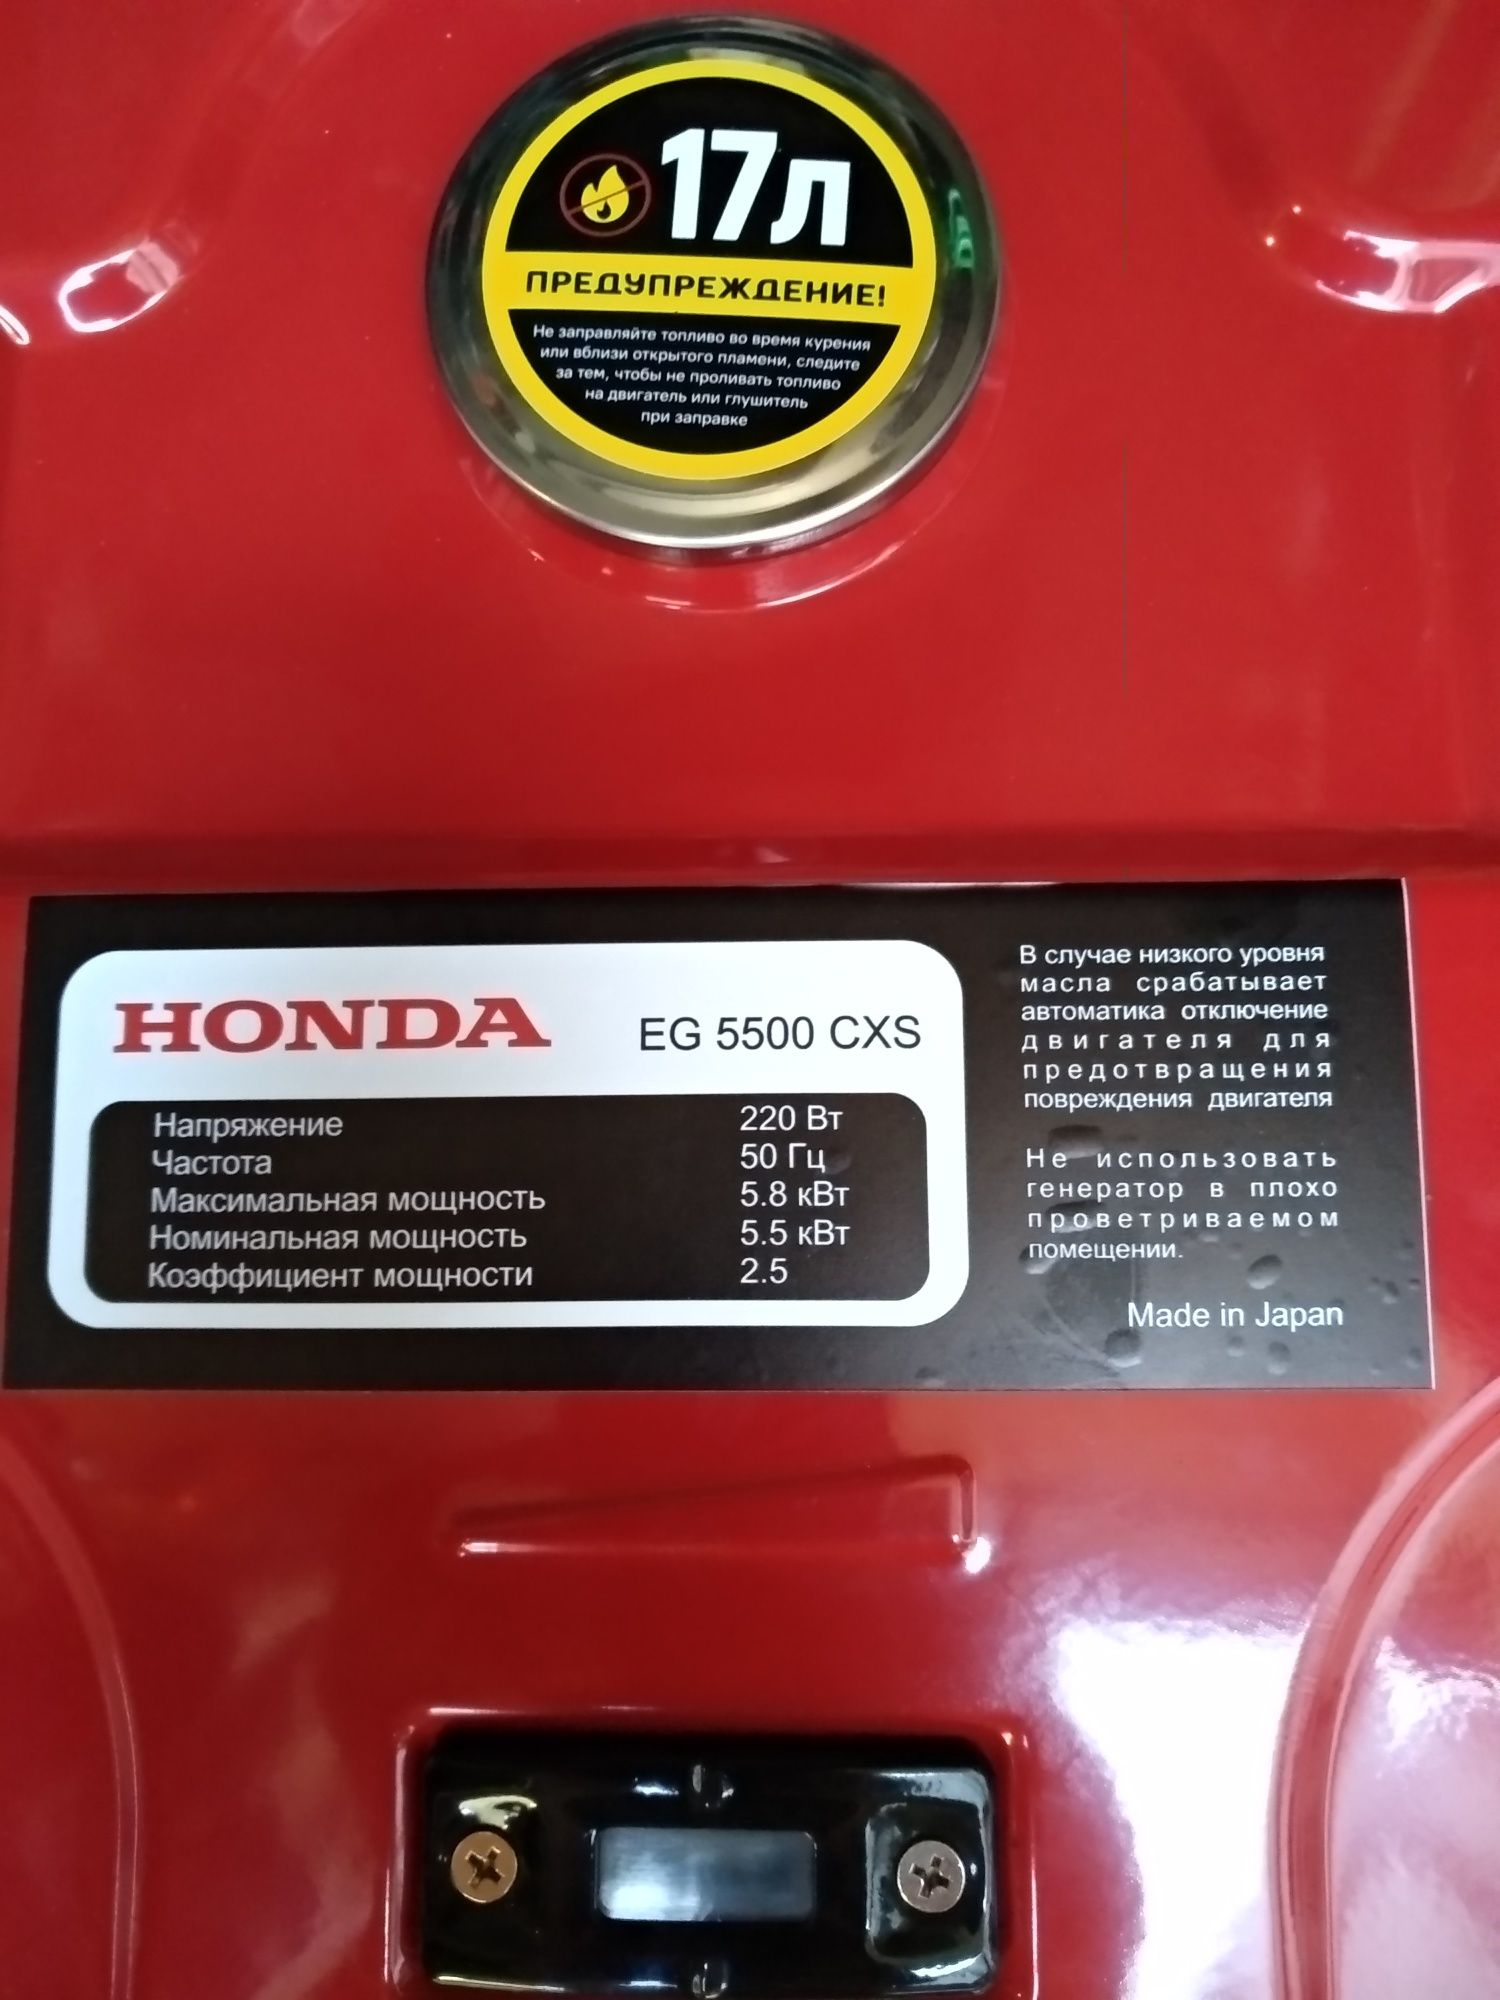 17л
ПРЕДУПРЕЖДЕНИЕ!
Не заправляйте топливо во время курения
или вблизи открытого пламени, следите
за тем, чтобы не проливать топливо
на двигатель или глушитель
при заправке
HONDA EG 5500 CXS
Напряжение 220 Вт
Частота 50 Гц
Максимальная мощность 5.8 кВт
Номинальная мощность 5.5 кВт
Коэффициент мощности 2.5
В случае низкого уровня
масла срабатывает
автоматика отключение
двигателя для
предотвращения
повреждения двигателя
Не использовать
генератор в плохо
проветриваемом
помещении.
Made in Japan